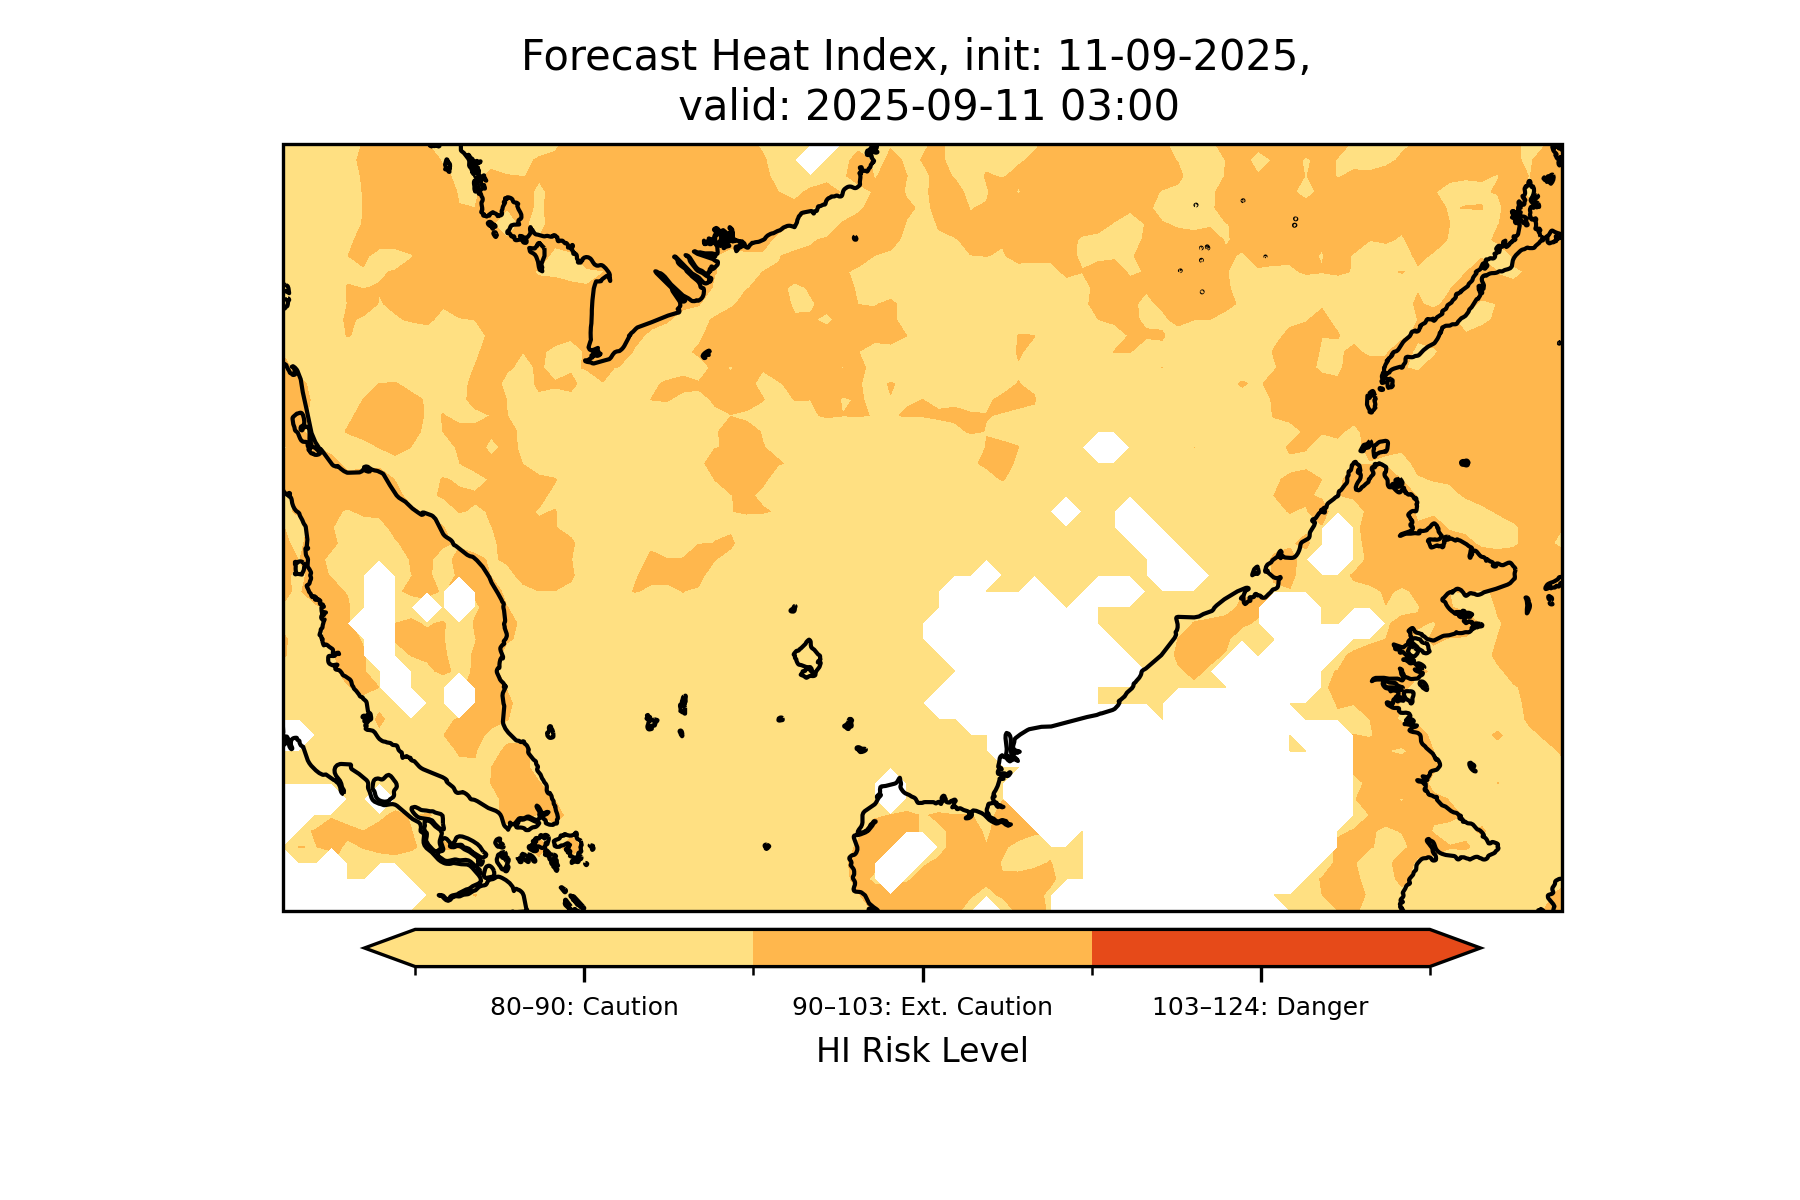 Forecast Heat Index, init: 11-09-2025,
valid: 2025-09-11 03:00
80–90: Caution
90–103: Ext. Caution
103–124: Danger
HI Risk Level